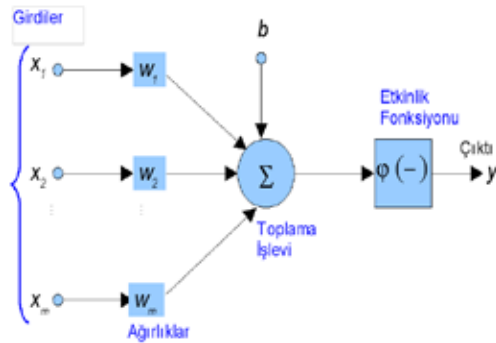 Girdiler
b
x₁
w₁
Etkinlik
Fonksiyonu
x₂
w₂
Σ
φ(−)
Çıktı
y
Toplama
İşlevi
xₘ
wₘ
Ağırlıklar